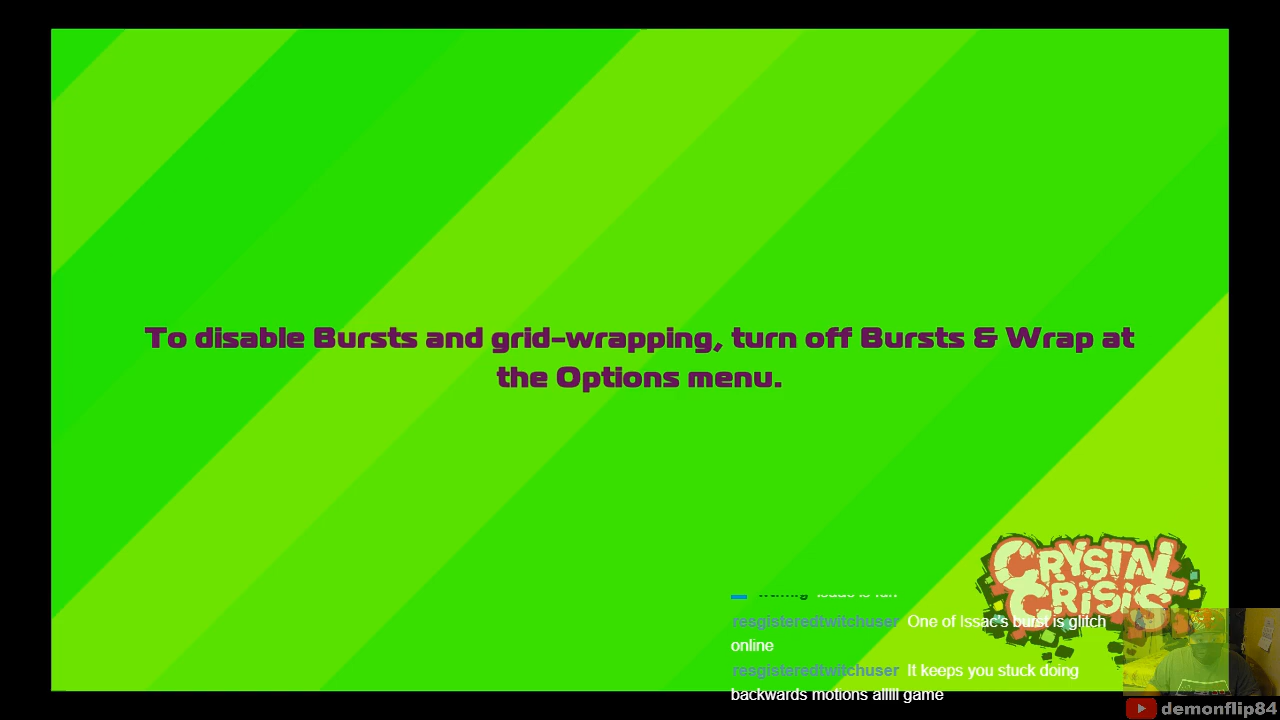 To disable Bursts and grid-wrapping, turn off Bursts & Wrap at
the Options menu.
CRYSTAL
CRISIS
resgisteredtwitchuser One of Issac's burst is glitch
online
resgisteredtwitchuser It keeps you stuck doing
backwards motions alllll game
demonflip84